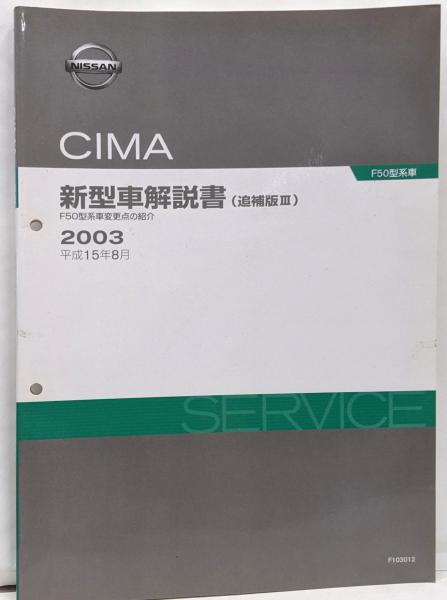 NISSAN
CIMA
F50型系車
新型車解説書(追補版Ⅲ)
F50型系車変更点の紹介
2003
平成15年8月
SERVICE
F103012